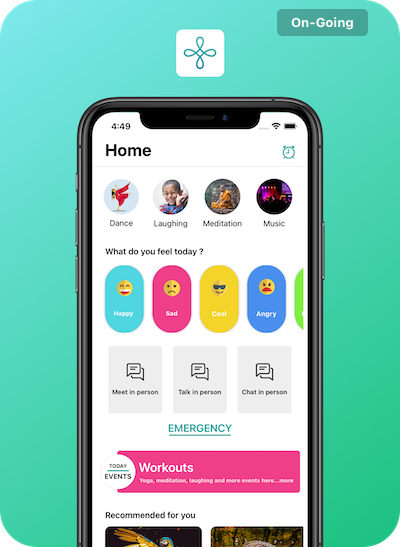 On-Going
4:49
Home
Dance
Laughing
Meditation
Music
What do you feel today ?
Happy
Sad
Cool
Angry
Meet in person
Talk in person
Chat in person
EMERGENCY
TODAY
EVENTS
Workouts
Yoga, meditation, laughing and more events here...more
Recommended for you